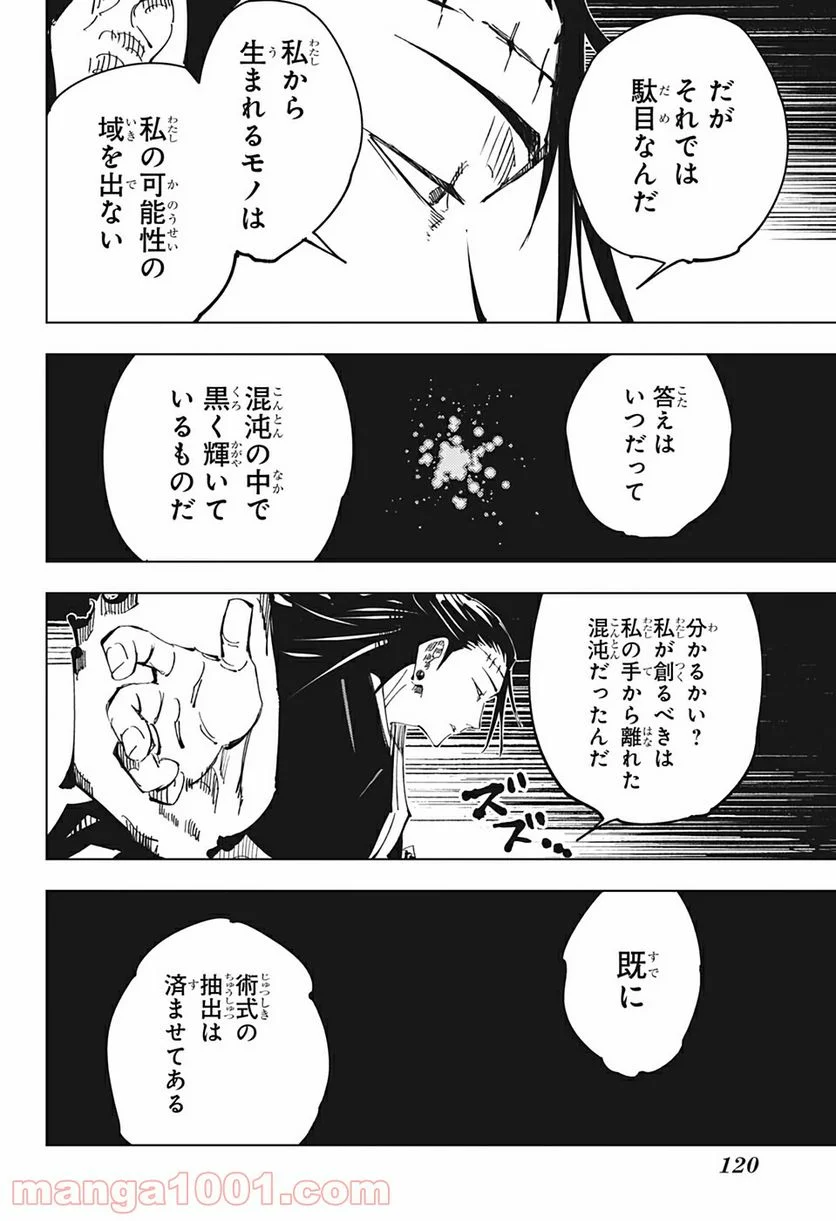 だが
それでは
駄目なんだ
私から
生まれるモノは
私の可能性の
域を出ない
答えは
いつだって
混沌の中で
黒く輝いて
いるものだ
分かるかい？
私が創るべきは
私の手から離れた
混沌だったんだ
ズズ…
既に
術式の
抽出は
済ませてある
120
manga1001.com